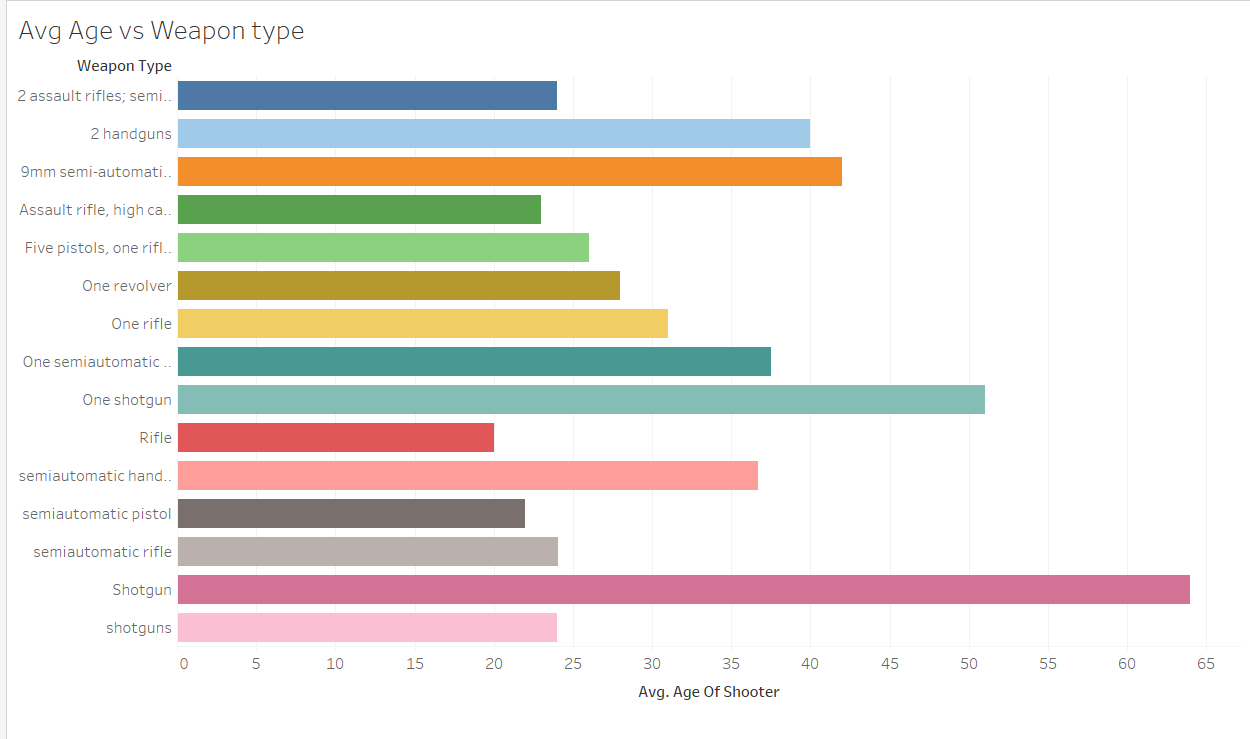 Avg Age vs Weapon type
Weapon Type
2 assault rifles; semi..
2 handguns
9mm semi-automati..
Assault rifle, high ca..
Five pistols, one rifl..
One revolver
One rifle
One semiautomatic ..
One shotgun
Rifle
semiautomatic hand..
semiautomatic pistol
semiautomatic rifle
Shotgun
shotguns
0 5 10 15 20 25 30 35 40 45 50 55 60 65
Avg. Age Of Shooter